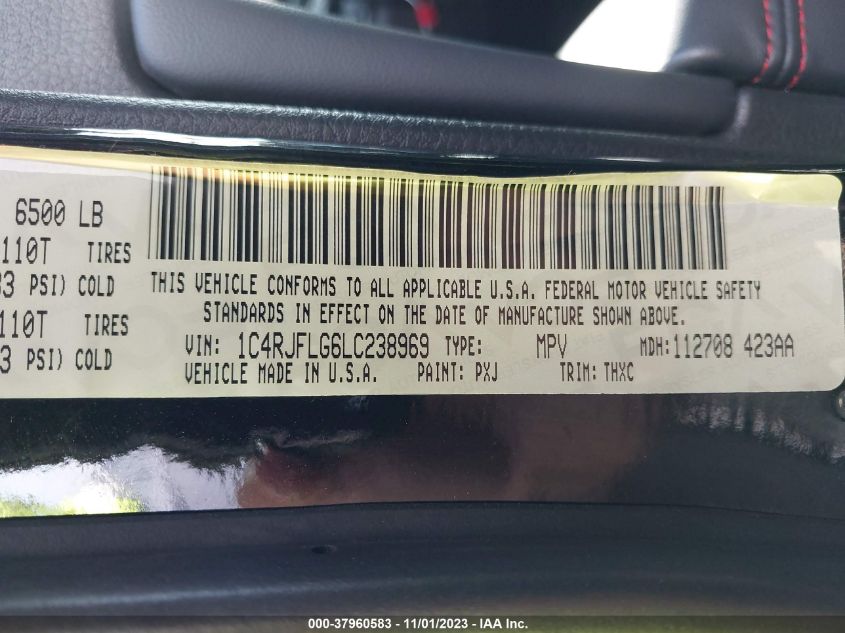 6500 LB
110T TIRES
33 PSI) COLD
110T TIRES
3 PSI) COLD
THIS VEHICLE CONFORMS TO ALL APPLICABLE U.S.A. FEDERAL MOTOR VEHICLE SAFETY
STANDARDS IN EFFECT ON THE DATE OF MANUFACTURE SHOWN ABOVE.
VIN: 1C4RJFLG6LC238969 TYPE: MPV MDH: 112708 423AA
VEHICLE MADE IN U.S.A. PAINT: PXJ TRIM: THXC
000-37960583 - 11/01/2023 - IAA Inc.